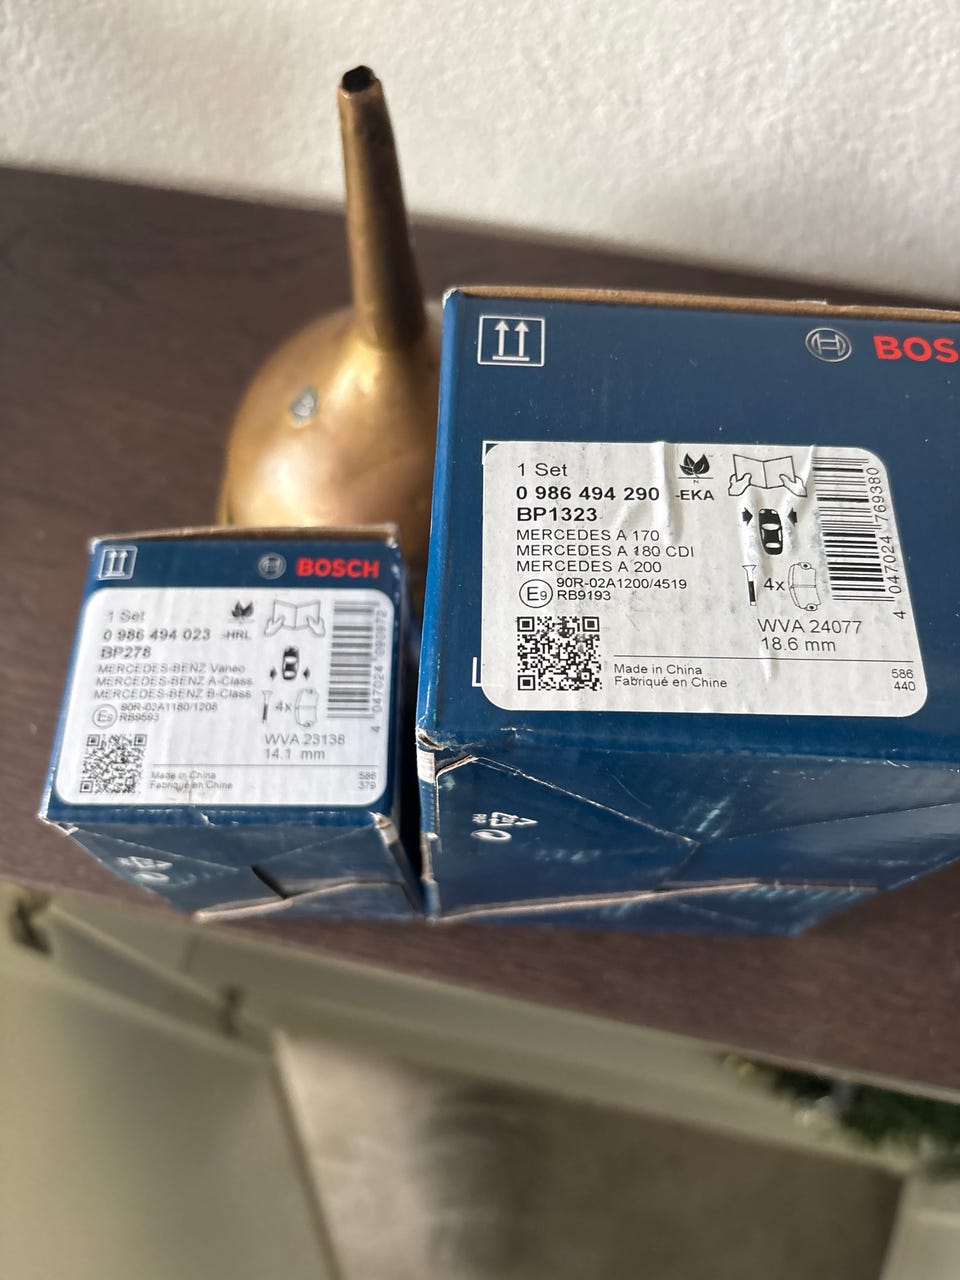 BOSCH
1 Set
0 986 494 023 -HRL
BP278
MERCEDES-BENZ Vaneo
MERCEDES-BENZ A-Class
MERCEDES-BENZ B-Class
E9 90R-02A1180/1208
RB9593
4x
WVA 23138
14.1 mm
Made in China
Fabriqué en Chine
586
379
BOS
1 Set
N
0 986 494 290 -EKA
BP1323
MERCEDES A 170
MERCEDES A 180 CDI
MERCEDES A 200
E9 90R-02A1200/4519
RB9193
4x
WVA 24077
18.6 mm
Made in China
Fabriqué en Chine
586
440
4 047024 769380